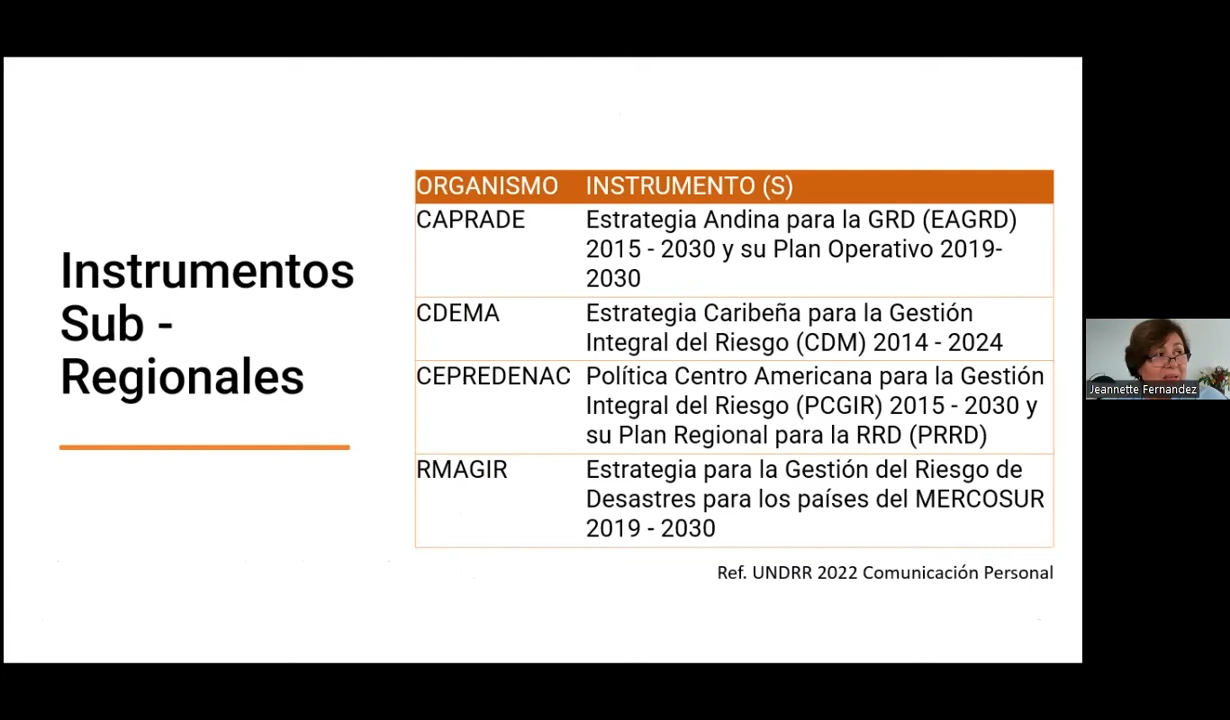 Instrumentos
Sub -
Regionales
ORGANISMO INSTRUMENTO (S)
CAPRADE Estrategia Andina para la GRD (EAGRD)
2015 - 2030 y su Plan Operativo 2019-
2030
CDEMA Estrategia Caribeña para la Gestión
Integral del Riesgo (CDM) 2014 - 2024
CEPREDENAC Política Centro Americana para la Gestión
Integral del Riesgo (PCGIR) 2015 - 2030 y
su Plan Regional para la RRD (PRRD)
RMAGIR Estrategia para la Gestión del Riesgo de
Desastres para los países del MERCOSUR
2019 - 2030
Ref. UNDRR 2022 Comunicación Personal
Jeannette Fernandez